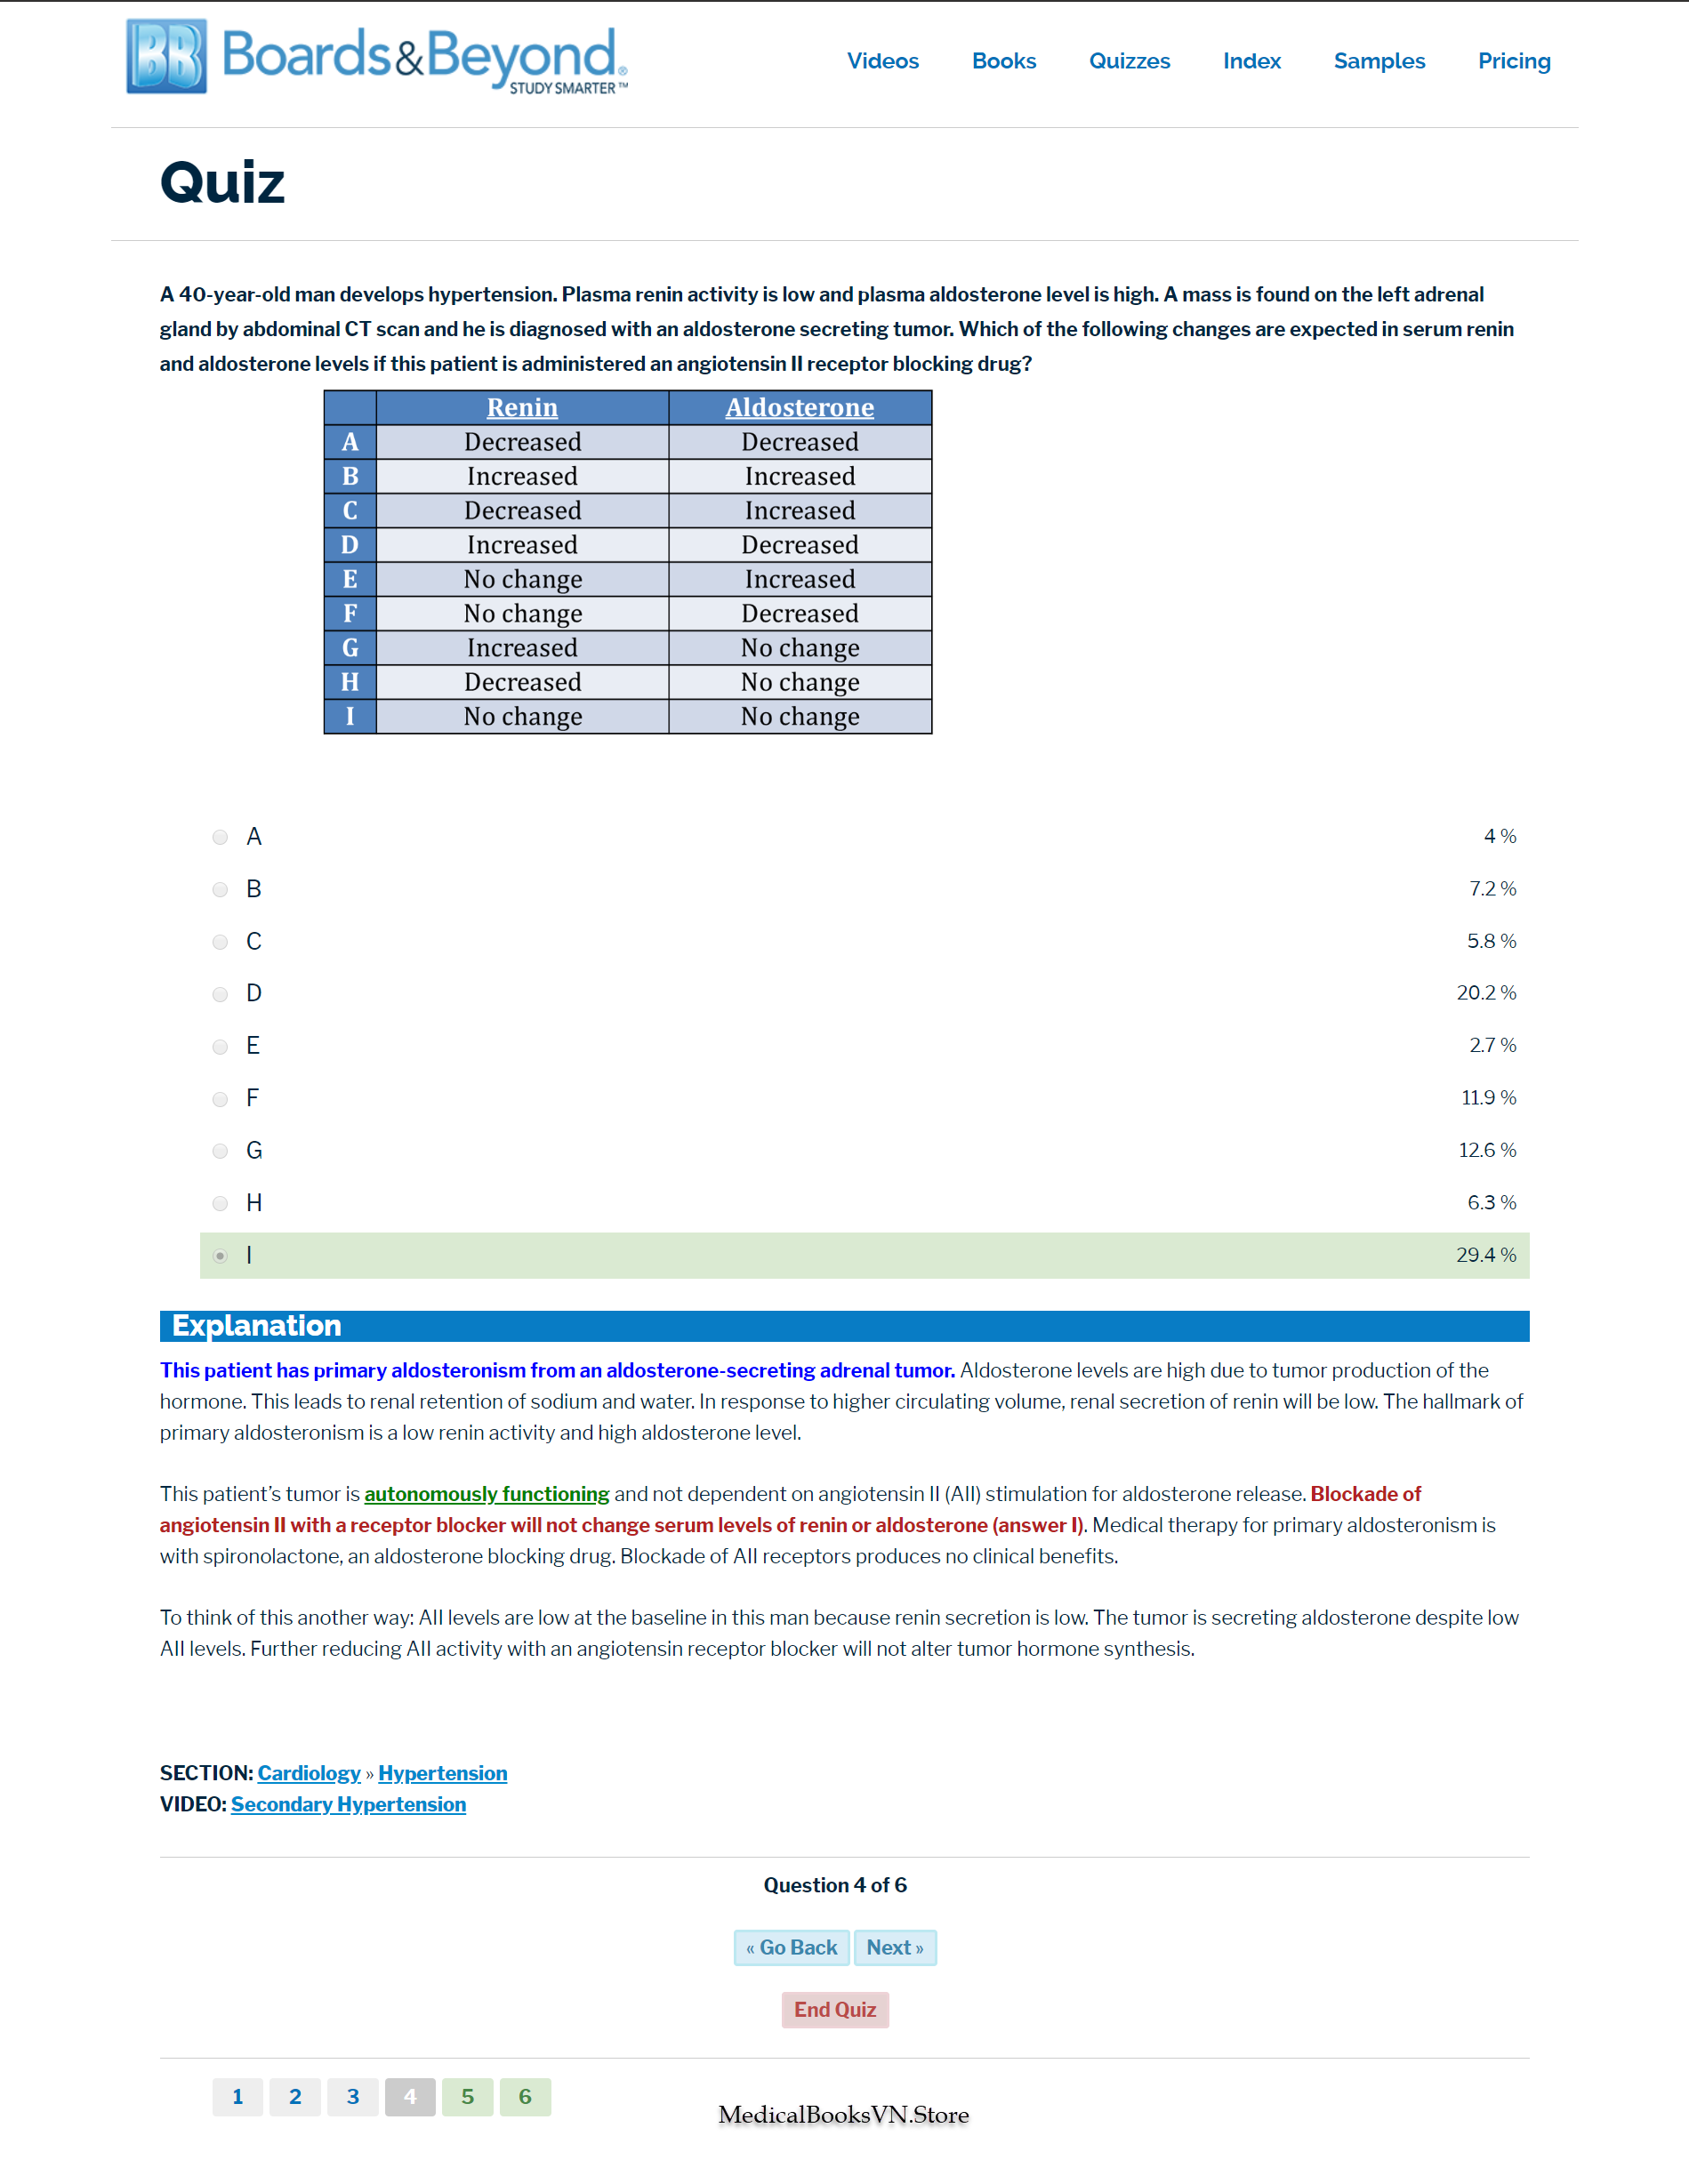 BB Boards&Beyond®
STUDY SMARTER™
Videos Books Quizzes Index Samples Pricing
Quiz
A 40-year-old man develops hypertension. Plasma renin activity is low and plasma aldosterone level is high. A mass is found on the left adrenal
gland by abdominal CT scan and he is diagnosed with an aldosterone secreting tumor. Which of the following changes are expected in serum renin
and aldosterone levels if this patient is administered an angiotensin II receptor blocking drug?
Renin Aldosterone
A Decreased Decreased
B Increased Increased
C Decreased Increased
D Increased Decreased
E No change Increased
F No change Decreased
G Increased No change
H Decreased No change
I No change No change
A 4 %
B 7.2 %
C 5.8 %
D 20.2 %
E 2.7 %
F 11.9 %
G 12.6 %
H 6.3 %
I 29.4 %
Explanation
This patient has primary aldosteronism from an aldosterone-secreting adrenal tumor. Aldosterone levels are high due to tumor production of the
hormone. This leads to renal retention of sodium and water. In response to higher circulating volume, renal secretion of renin will be low. The hallmark of
primary aldosteronism is a low renin activity and high aldosterone level.
This patient's tumor is autonomously functioning and not dependent on angiotensin II (AII) stimulation for aldosterone release. Blockade of
angiotensin II with a receptor blocker will not change serum levels of renin or aldosterone (answer I). Medical therapy for primary aldosteronism is
with spironolactone, an aldosterone blocking drug. Blockade of AII receptors produces no clinical benefits.
To think of this another way: AII levels are low at the baseline in this man because renin secretion is low. The tumor is secreting aldosterone despite low
AII levels. Further reducing AII activity with an angiotensin receptor blocker will not alter tumor hormone synthesis.
SECTION: Cardiology » Hypertension
VIDEO: Secondary Hypertension
Question 4 of 6
« Go Back Next »
End Quiz
1 2 3 4 5 6
MedicalBooksVN.Store